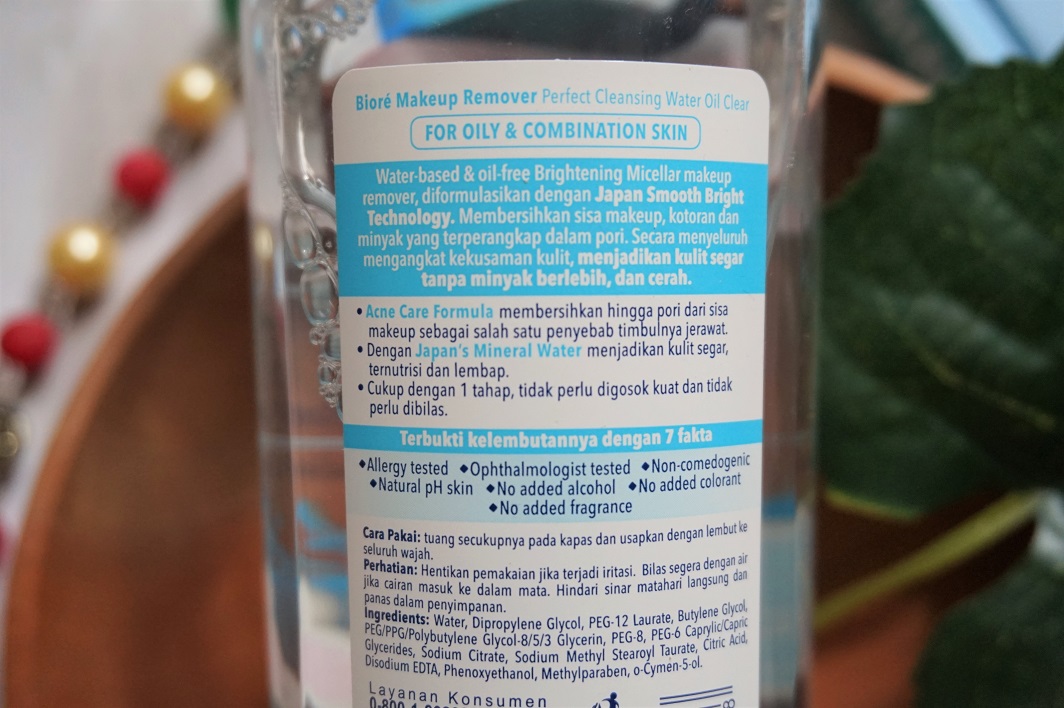 Bioré Makeup Remover Perfect Cleansing Water Oil Clear
FOR OILY & COMBINATION SKIN
Water-based & oil-free Brightening Micellar makeup
remover, diformulasikan dengan Japan Smooth Bright
Technology. Membersihkan sisa makeup, kotoran dan
minyak yang terperangkap dalam pori. Secara menyeluruh
mengangkat kekusaman kulit, menjadikan kulit segar
tanpa minyak berlebih, dan cerah.
• Acne Care Formula membersihkan hingga pori dari sisa
makeup sebagai salah satu penyebab timbulnya jerawat.
• Dengan Japan's Mineral Water menjadikan kulit segar,
ternutrisi dan lembap.
• Cukup dengan 1 tahap, tidak perlu digosok kuat dan tidak
perlu dibilas.
Terbukti kelembutannya dengan 7 fakta
◆Allergy tested ◆Ophthalmologist tested ◆Non-comedogenic
◆Natural pH skin ◆No added alcohol ◆No added colorant
◆No added fragrance
Cara Pakai: tuang secukupnya pada kapas dan usapkan dengan lembut ke
seluruh wajah.
Perhatian: Hentikan pemakaian jika terjadi iritasi. Bilas segera dengan air
jika cairan masuk ke dalam mata. Hindari sinar matahari langsung dan
panas dalam penyimpanan.
Ingredients: Water, Dipropylene Glycol, PEG-12 Laurate, Butylene Glycol,
PEG/PPG/Polybutylene Glycol-8/5/3 Glycerin, PEG-8, PEG-6 Caprylic/Capric
Glycerides, Sodium Citrate, Sodium Methyl Stearoyl Taurate, Citric Acid,
Disodium EDTA, Phenoxyethanol, Methylparaben, o-Cymen-5-ol.
Layanan Konsumen